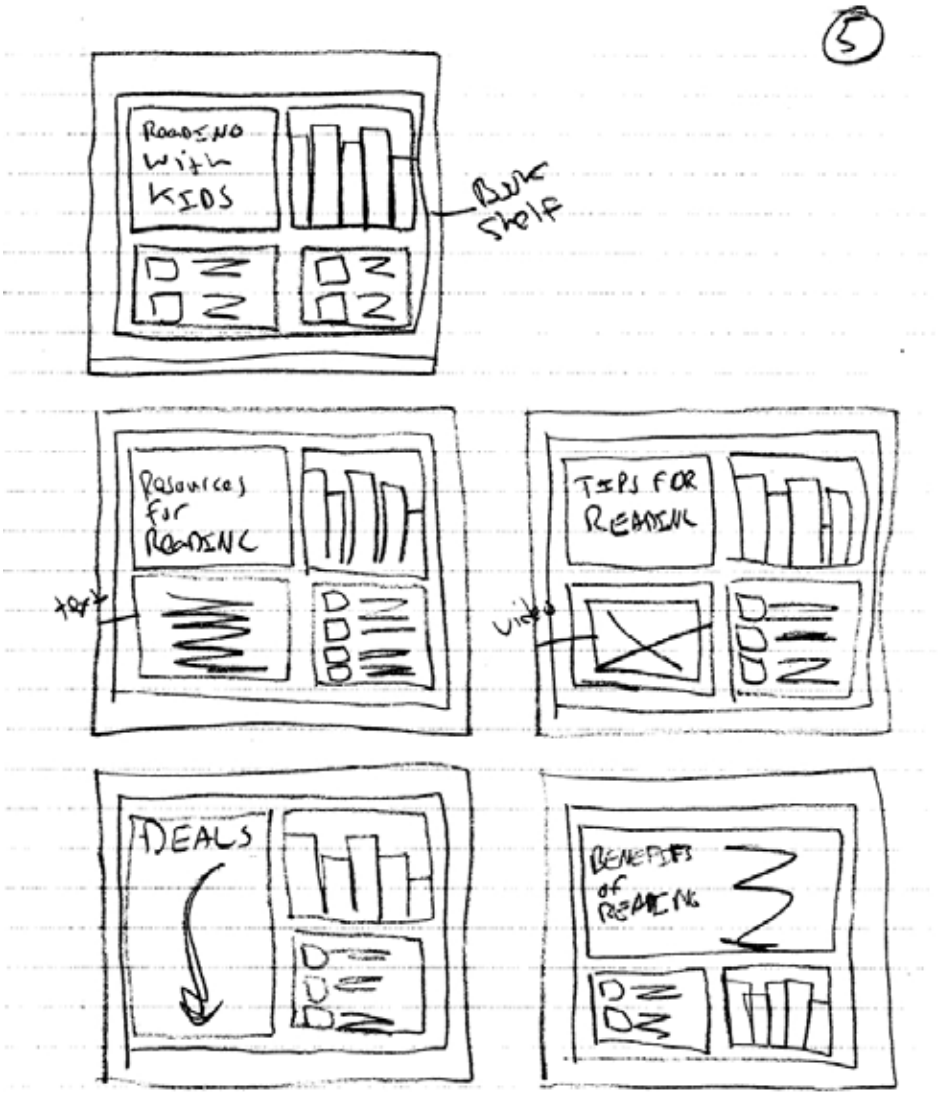 5
READING
With
KIDS
Book
Shelf
Resources
for
READING
text
TIPS FOR
READING
video
DEALS
BENEFITS
of
READING